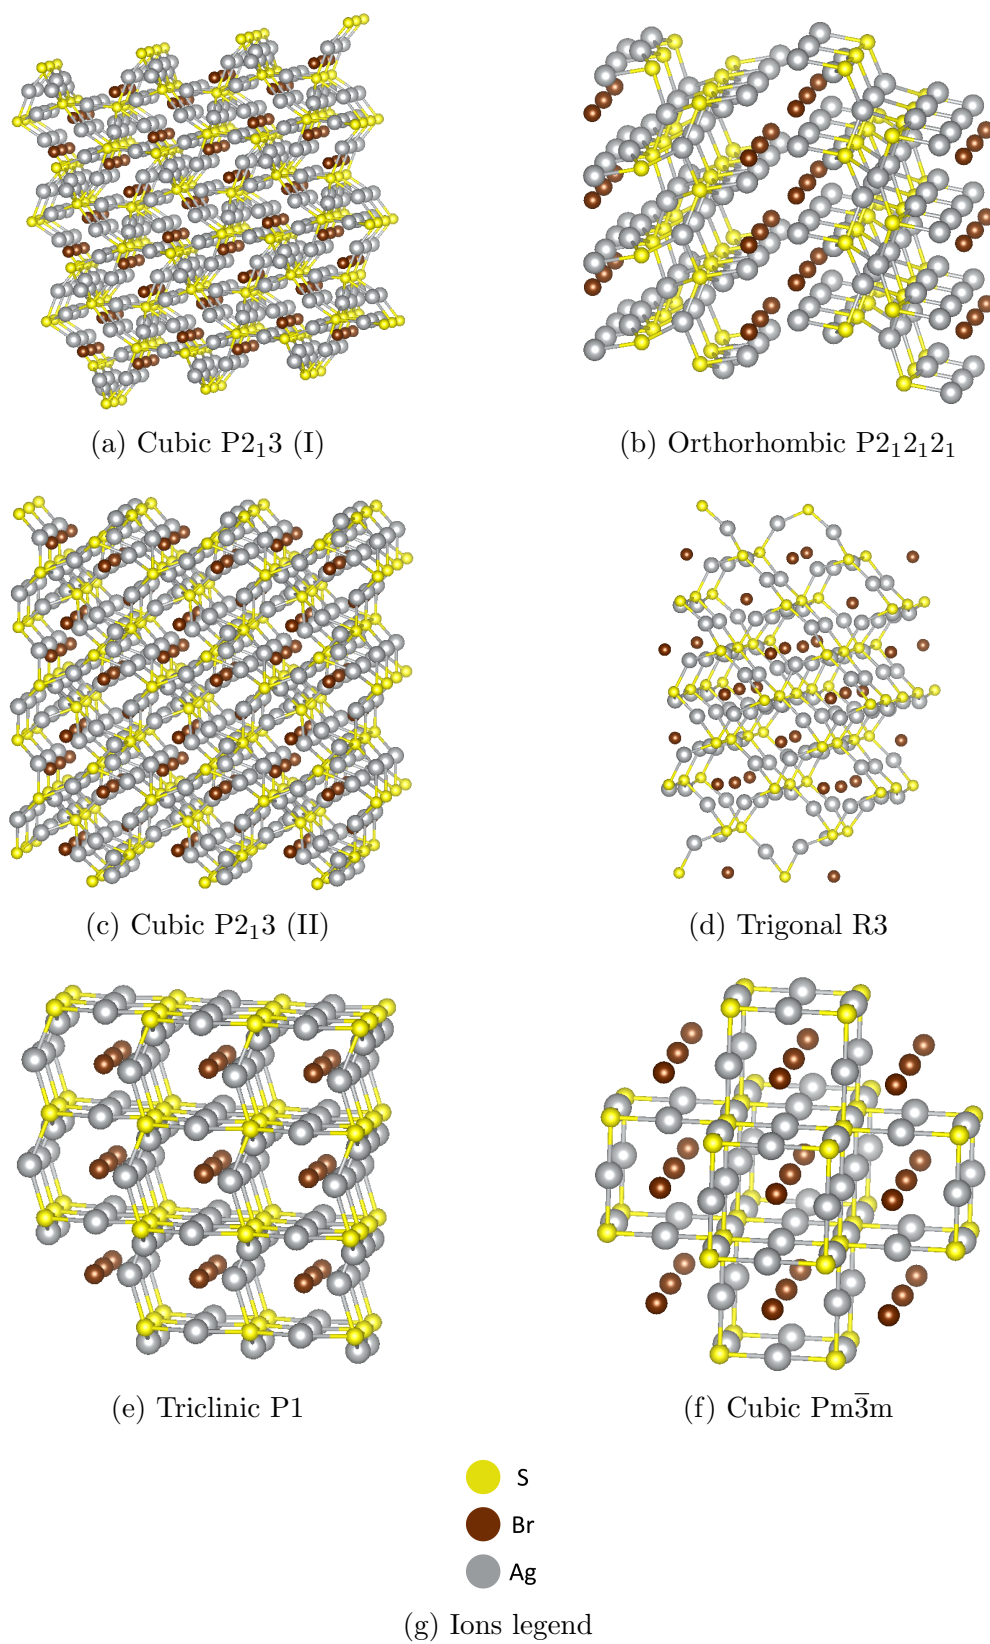 (a) Cubic P2₁3 (I)
(b) Orthorhombic P2₁2₁2₁
(c) Cubic P2₁3 (II)
(d) Trigonal R3
(e) Triclinic P1
(f) Cubic Pm3̅m
S
Br
Ag
(g) Ions legend